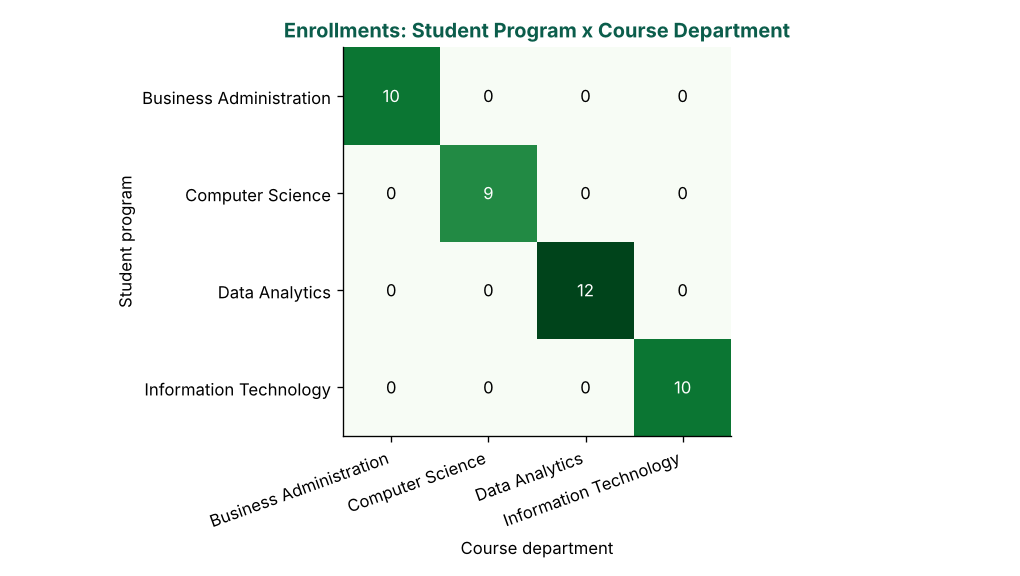 Enrollments: Student Program x Course Department
Student program
Business Administration 10 0 0 0
Computer Science 0 9 0 0
Data Analytics 0 0 12 0
Information Technology 0 0 0 10
Business Administration
Computer Science
Data Analytics
Information Technology
Course department